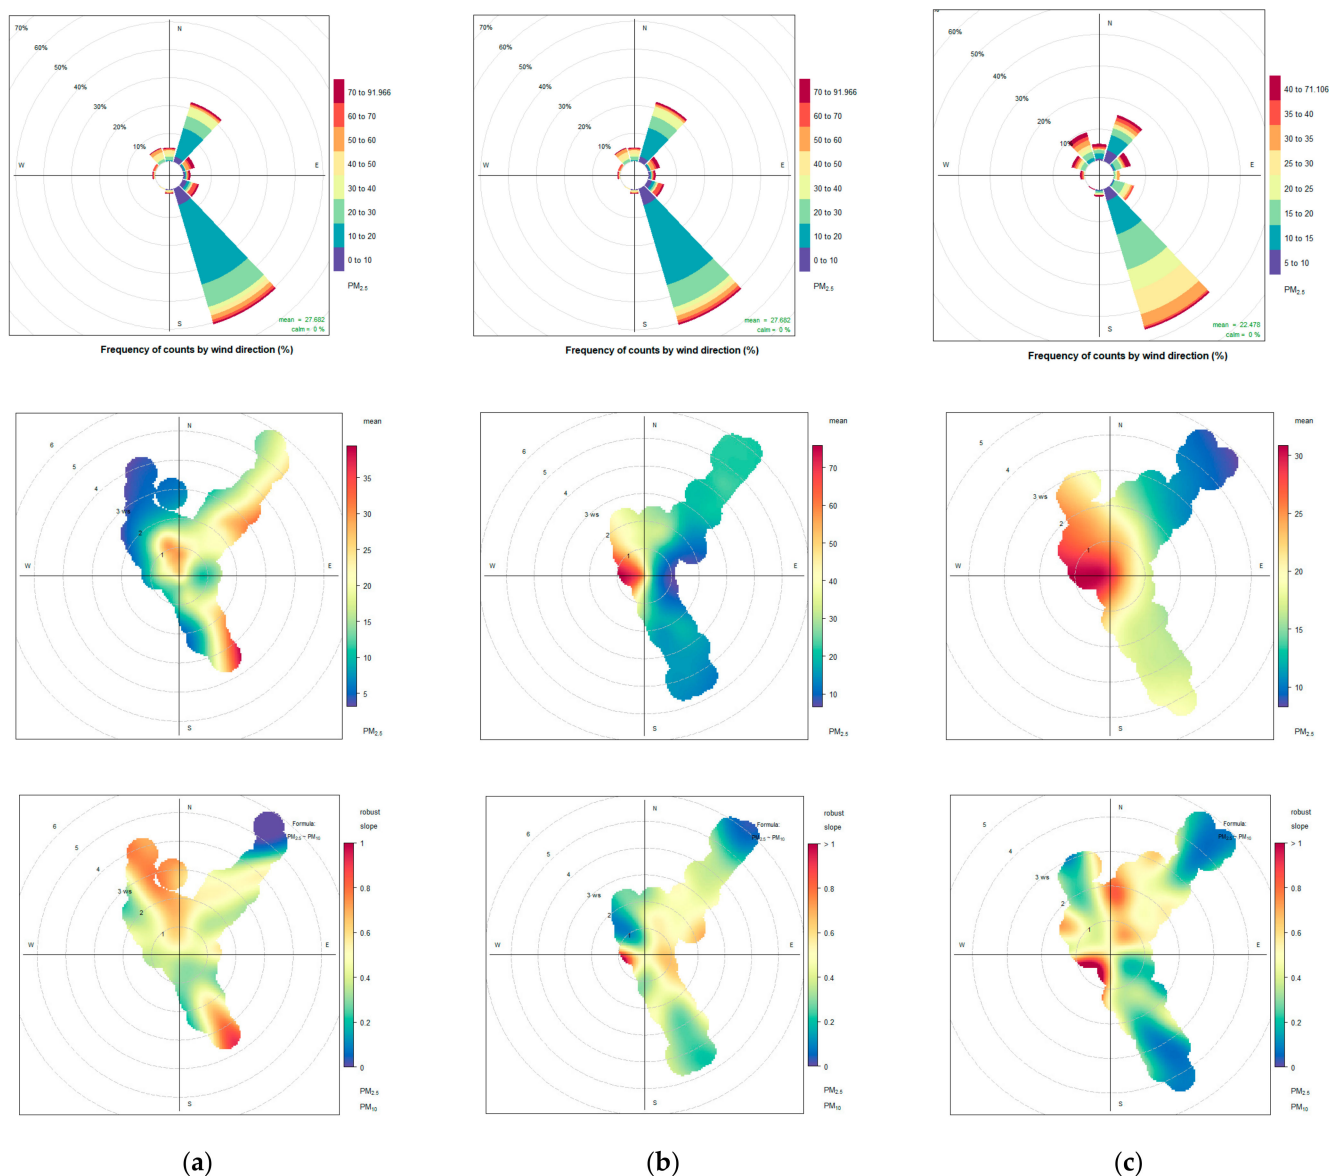 70%
60%
50%
40%
30%
20%
10%
N
W
E
S
70 to 91.966
60 to 70
50 to 60
40 to 50
30 to 40
20 to 30
10 to 20
0 to 10
PM2.5
mean = 27.682
calm = 0 %
Frequency of counts by wind direction (%)
70%
60%
50%
40%
30%
20%
10%
N
W
E
S
70 to 91.966
60 to 70
50 to 60
40 to 50
30 to 40
20 to 30
10 to 20
0 to 10
PM2.5
mean = 27.682
calm = 0 %
Frequency of counts by wind direction (%)
70%
60%
50%
40%
30%
20%
10%
N
W
E
S
40 to 71.106
35 to 40
30 to 35
25 to 30
20 to 25
15 to 20
10 to 15
5 to 10
PM2.5
mean = 22.478
calm = 0 %
Frequency of counts by wind direction (%)
6
5
4
3 ws
2
1
N
W
E
S
mean
35
30
25
20
15
10
5
PM2.5
6
5
4
3 ws
2
1
N
W
E
S
mean
70
60
50
40
30
20
10
PM2.5
5
4
3 ws
2
1
N
W
E
S
mean
30
25
20
15
10
PM2.5
6
5
4
3 ws
2
1
N
W
E
S
Formula:
PM2.5 ~ PM10
robust
slope
1
0.8
0.6
0.4
0.2
0
PM2.5
PM10
6
5
4
3 ws
2
1
N
W
E
S
Formula:
PM2.5 ~ PM10
robust
slope
> 1
0.8
0.6
0.4
0.2
0
PM2.5
PM10
5
4
3 ws
2
1
N
W
E
S
Formula:
PM2.5 ~ PM10
robust
slope
> 1
0.8
0.6
0.4
0.2
0
PM2.5
PM10
(a)
(b)
(c)